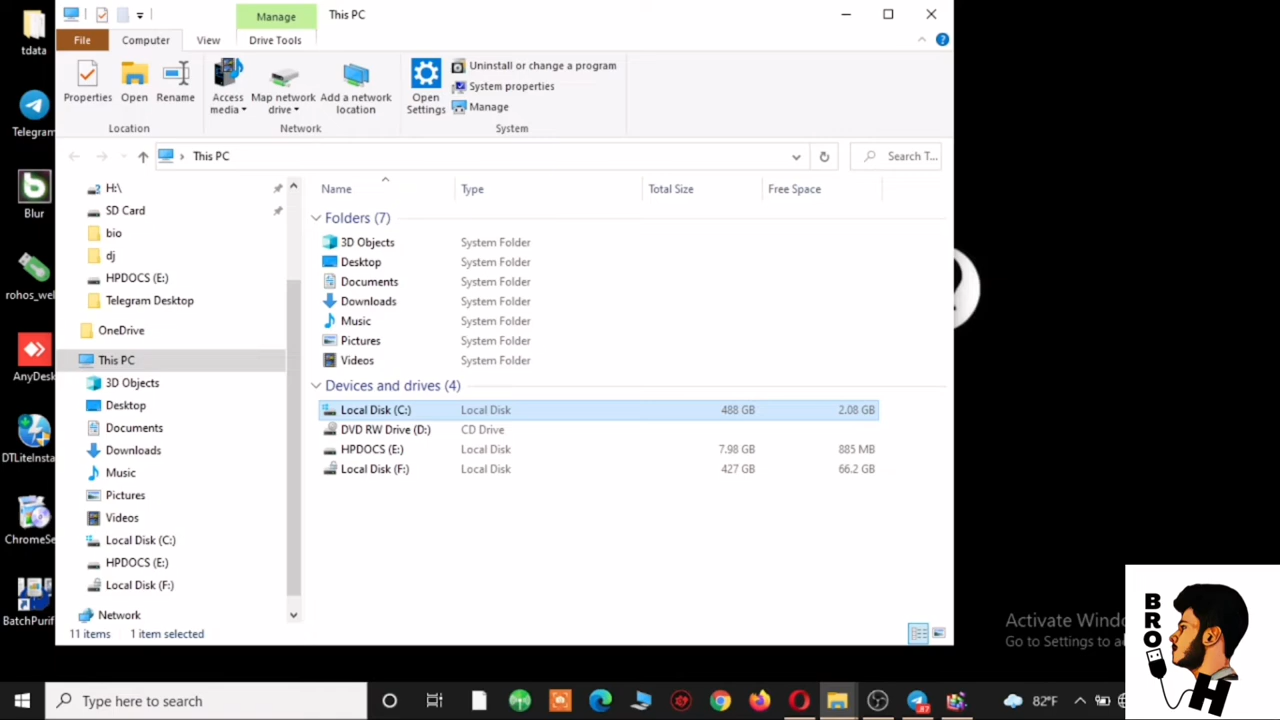 Manage
This PC
File
Computer
View
Drive Tools
Properties
Open
Rename
Access media
Map network drive
Add a network location
Open Settings
Uninstall or change a program
System properties
Manage
Location
Network
System
This PC
Search T...
H:\
SD Card
bio
dj
HPDOCS (E:)
Telegram Desktop
OneDrive
This PC
3D Objects
Desktop
Documents
Downloads
Music
Pictures
Videos
Local Disk (C:)
HPDOCS (E:)
Local Disk (F:)
Network
Name Type Total Size Free Space
Folders (7)
3D Objects System Folder
Desktop System Folder
Documents System Folder
Downloads System Folder
Music System Folder
Pictures System Folder
Videos System Folder
Devices and drives (4)
Local Disk (C:) Local Disk 488 GB 2.08 GB
DVD RW Drive (D:) CD Drive
HPDOCS (E:) Local Disk 7.98 GB 885 MB
Local Disk (F:) Local Disk 427 GB 66.2 GB
11 items 1 item selected
tdata
Telegram
Blur
rohos_wel
AnyDesk
DTLiteInsta
ChromeSe
BatchPurif
Activate Windo
Go to Settings to a
BRO
H
Type here to search
87
82°F